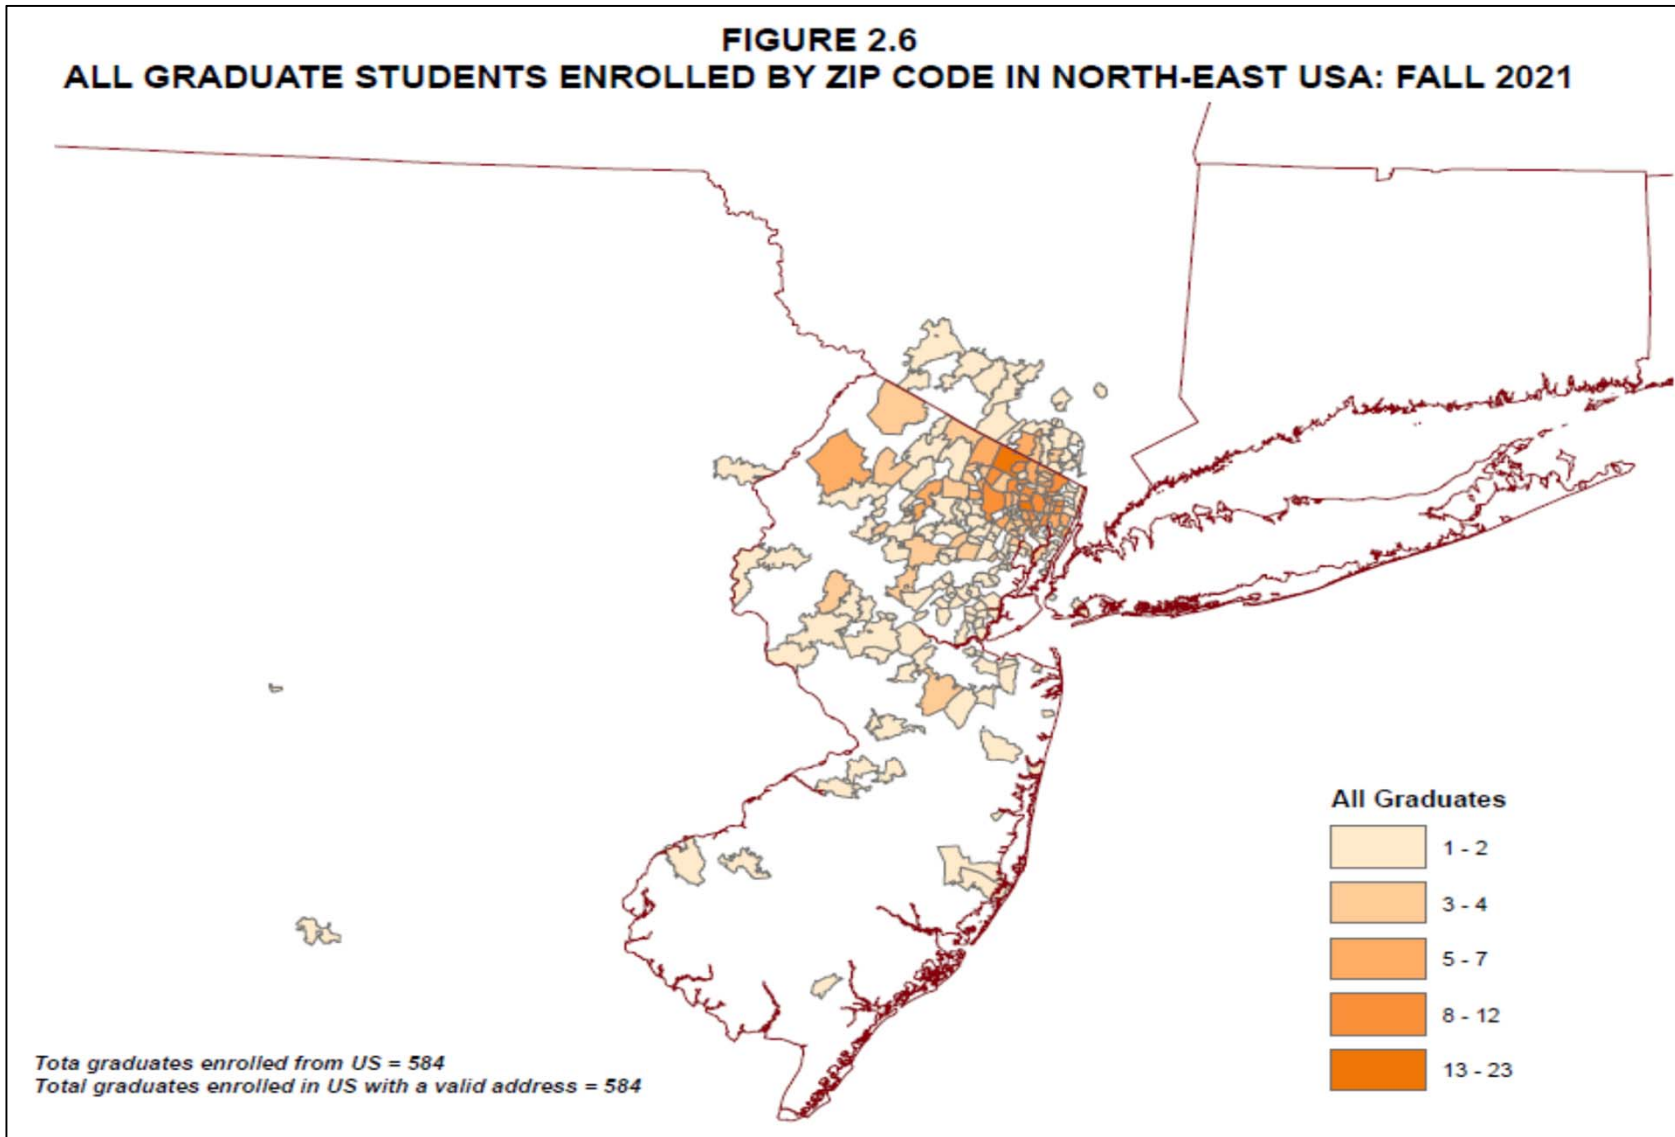 FIGURE 2.6
ALL GRADUATE STUDENTS ENROLLED BY ZIP CODE IN NORTH-EAST USA: FALL 2021
All Graduates
1 - 2
3 - 4
5 - 7
8 - 12
13 - 23
Tota graduates enrolled from US = 584
Total graduates enrolled in US with a valid address = 584